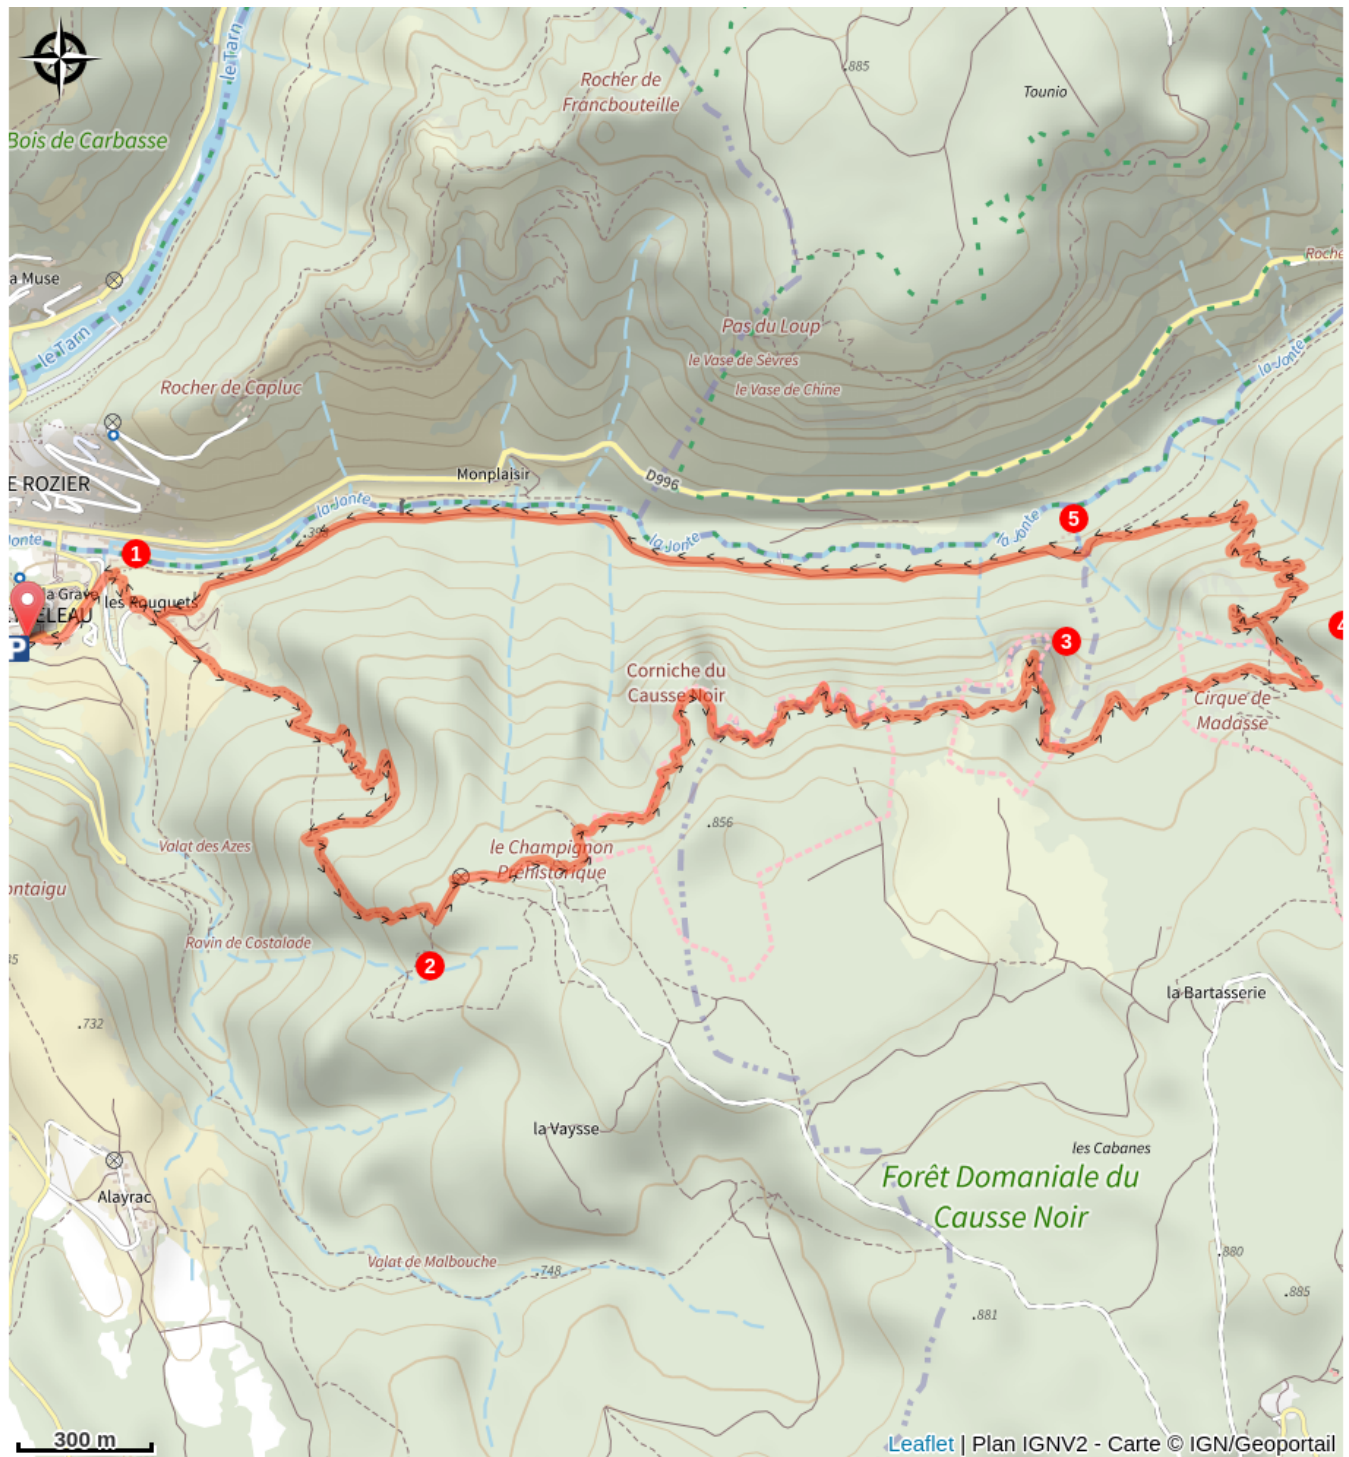 le Tarn
Rocher de
Francbouteille
.885
Tounio
Bois de Carbasse
a Muse
Roche
le Tarn
Pas du Loup
le Vase de Sèvres
le Vase de Chine
la Jonte
Rocher de Capluc
Monplaisir
D996
E ROZIER
la Jonte
5
la Jonte
Jonte
la Jonte
1
la Grave
les Rouquets
ELEAU
P
4
3
Corniche du
Causse Noir
Cirque de
Madasse
.856
le Champignon
Préhistorique
Valat des Azes
ontaigu
Ravin de Costalade
2
la Bartasserie
.732
la Vaysse
les Cabanes
Forêt Domaniale du
Causse Noir
Alayrac
Valat de Malbouche
.748
.880
.885
.881
300 m
Leaflet | Plan IGNV2 - Carte © IGN/Geoportail